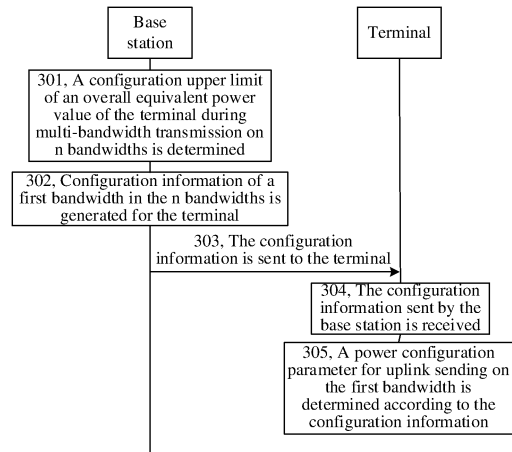 Base
station
Terminal
301, A configuration upper limit
of an overall equivalent power
value of the terminal during
multi-bandwidth transmission on
n bandwidths is determined
302, Configuration information of a
first bandwidth in the n bandwidths is
generated for the terminal
303, The configuration
information is sent to the terminal
304, The configuration
information sent by the
base station is received
305, A power configuration
parameter for uplink sending on
the first bandwidth is
determined according to the
configuration information